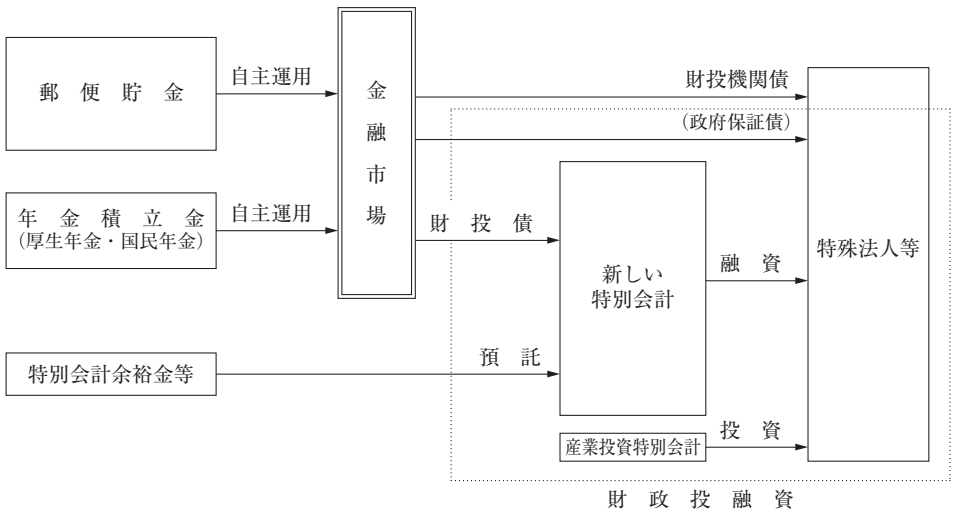 郵便貯金
自主運用
金融市場
財投機関債
(政府保証債)
年金積立金
(厚生年金・国民年金)
自主運用
財投債
新しい
特別会計
融資
特殊法人等
特別会計余裕金等
預託
産業投資特別会計
投資
財政投融資